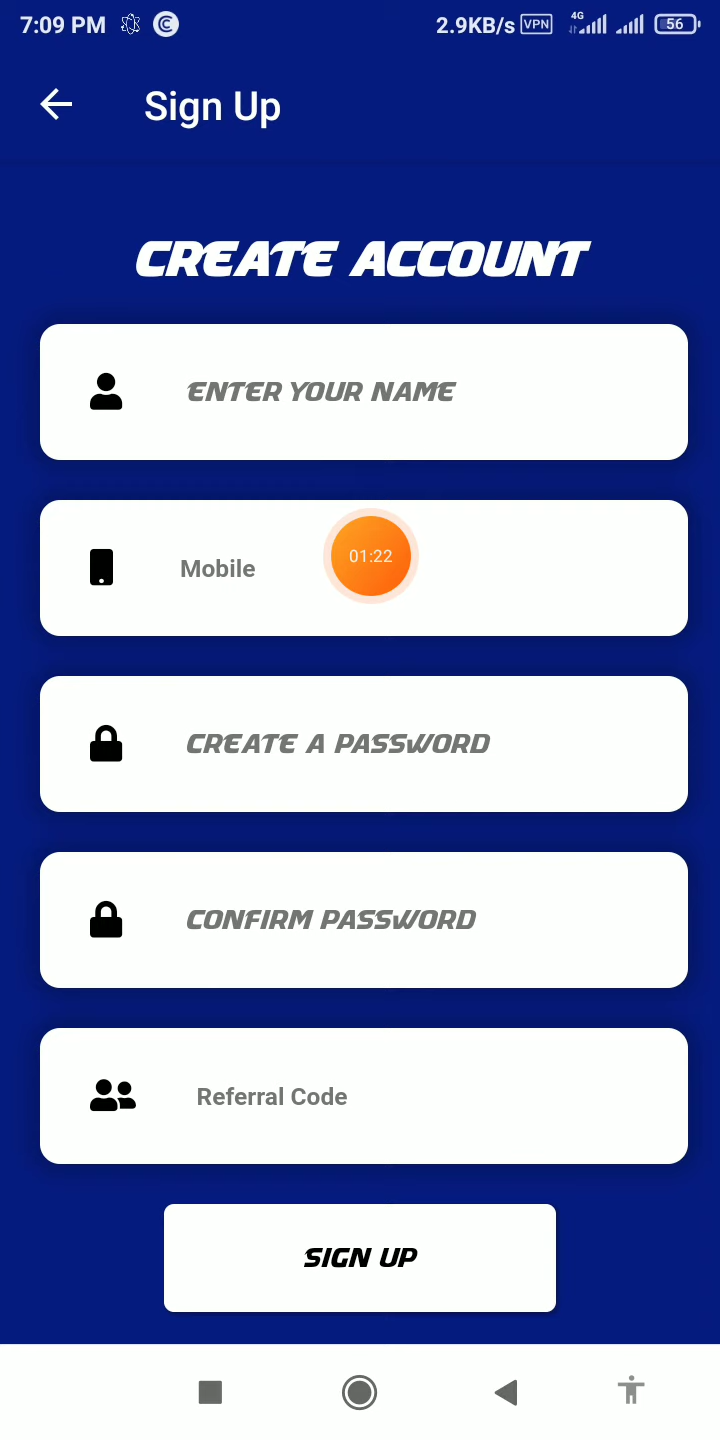 7:09 PM 2.9KB/s VPN 4G 56
Sign Up
CREATE ACCOUNT
ENTER YOUR NAME
Mobile
01:22
CREATE A PASSWORD
CONFIRM PASSWORD
Referral Code
SIGN UP